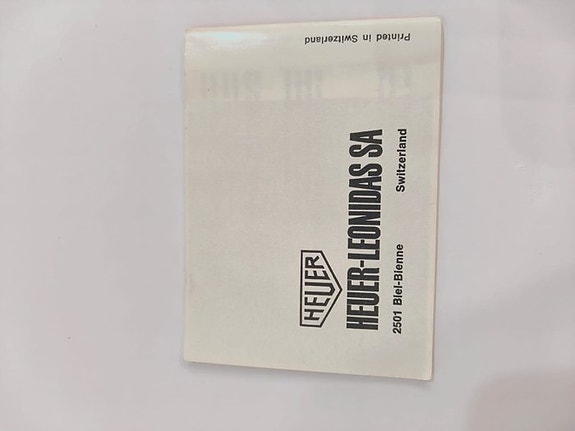 HEUER
HEUER-LEONIDAS SA
2501 Biel-Bienne Switzerland
Printed in Switzerland